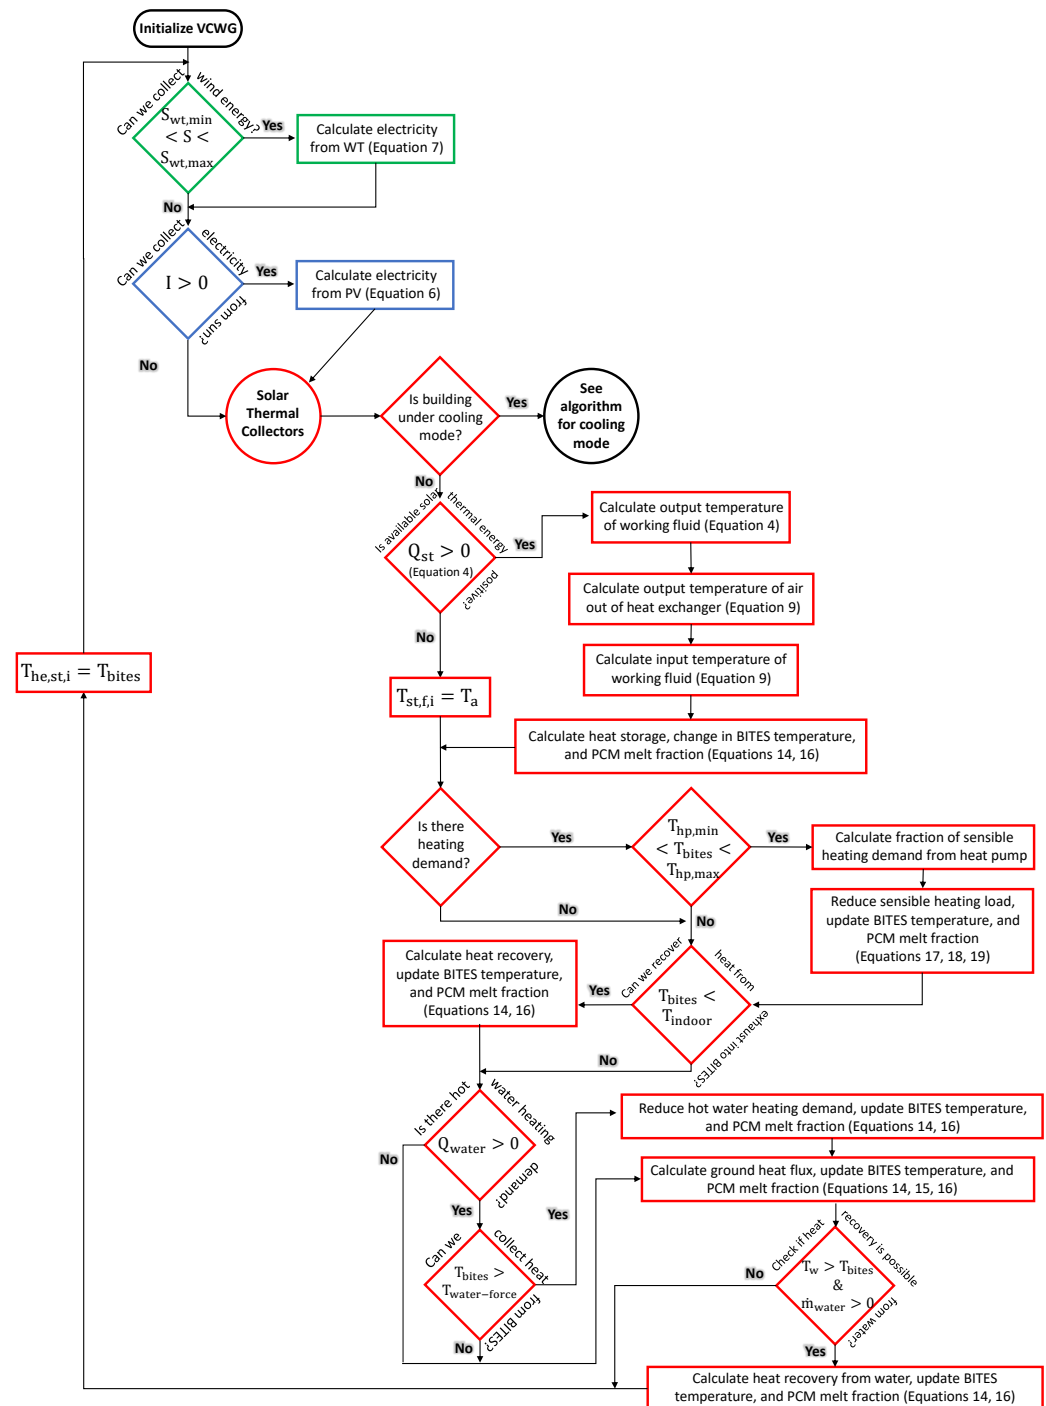 Initialize VCWG
Can we collect wind energy?
S_wt,min
< S <
S_wt,max
Yes
Calculate electricity
from WT (Equation 7)
No
Can we collect electricity from sun?
I > 0
Yes
Calculate electricity
from PV (Equation 6)
No
Solar
Thermal
Collectors
Is building
under cooling
mode?
Yes
See
algorithm
for cooling
mode
No
Is available solar thermal energy positive?
Q_st > 0
(Equation 4)
Yes
Calculate output temperature
of working fluid (Equation 4)
Calculate output temperature of air
out of heat exchanger (Equation 9)
No
Calculate input temperature of
working fluid (Equation 9)
T_he,st,i = T_bites
T_st,f,i = T_a
Calculate heat storage, change in BITES temperature,
and PCM melt fraction (Equations 14, 16)
Is there
heating
demand?
Yes
T_hp,min
< T_bites <
T_hp,max
Yes
Calculate fraction of sensible
heating demand from heat pump
No
No
Reduce sensible heating load,
update BITES temperature, and
PCM melt fraction
(Equations 17, 18, 19)
Can we recover heat from exhaust into BITES?
T_bites <
T_indoor
Yes
Calculate heat recovery,
update BITES temperature,
and PCM melt fraction
(Equations 14, 16)
No
Is there hot water heating demand?
Q_water > 0
No
Yes
Yes
Reduce hot water heating demand, update BITES temperature,
and PCM melt fraction (Equations 14, 16)
Calculate ground heat flux, update BITES temperature, and
PCM melt fraction (Equations 14, 15, 16)
Can we collect heat from BITES?
T_bites >
T_water−force
No
Check if heat recovery is possible from water?
T_w > T_bites
&
ṁ_water > 0
No
Yes
Calculate heat recovery from water, update BITES
temperature, and PCM melt fraction (Equations 14, 16)